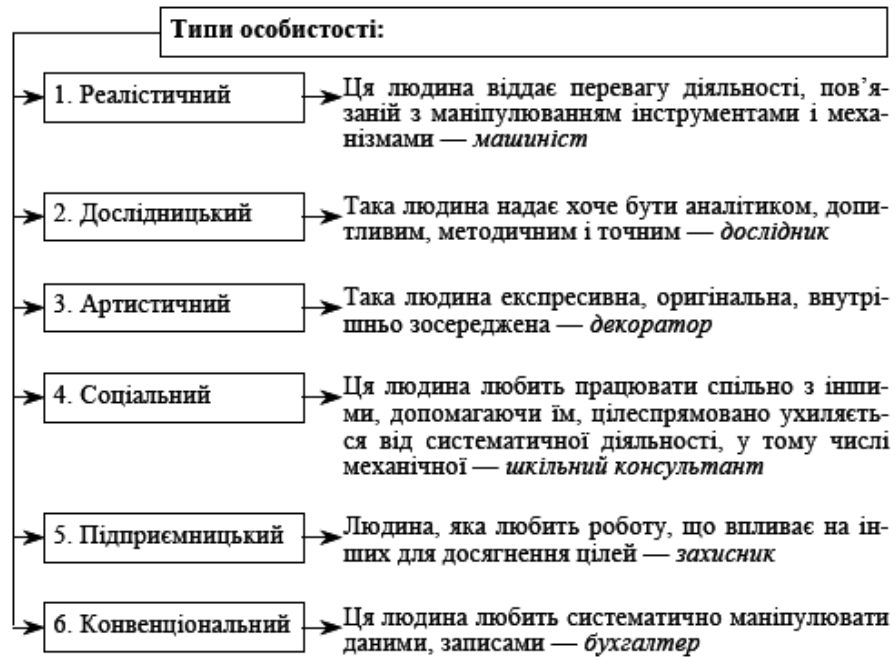 Типи особистості:
1. Реалістичний
Ця людина віддає перевагу діяльності, пов’я-
заній з маніпулюванням інструментами і меха-
нізмами — машиніст
2. Дослідницький
Така людина надає хоче бути аналітиком, допи-
тливим, методичним і точним — дослідник
3. Артистичний
Така людина експресивна, оригінальна, внутрі-
шньо зосереджена — декоратор
4. Соціальний
Ця людина любить працювати спільно з інши-
ми, допомагаючи їм, цілеспрямовано ухиляєть-
ся від систематичної діяльності, у тому числі
механічної — шкільний консультант
5. Підприємницький
Людина, яка любить роботу, що впливає на ін-
ших для досягнення цілей — захисник
6. Конвенціональний
Ця людина любить систематично маніпулювати
даними, записами — бухгалтер